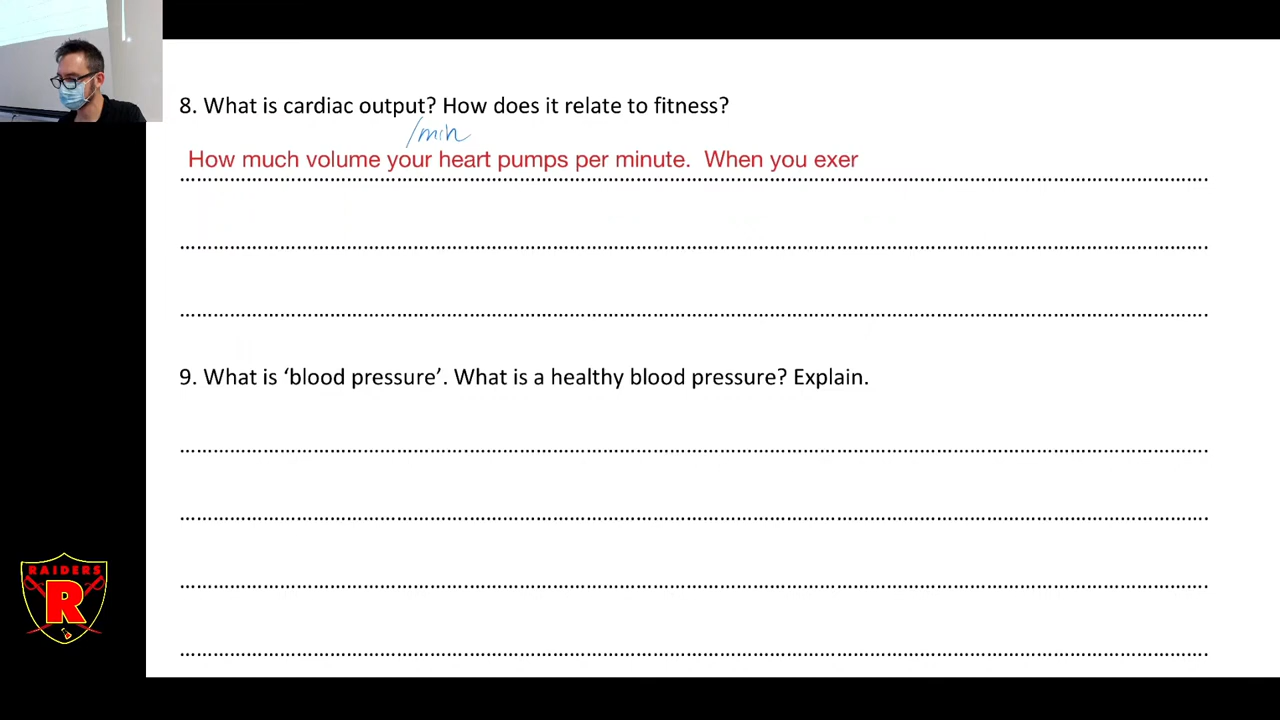 8. What is cardiac output? How does it relate to fitness?
/min
How much volume your heart pumps per minute. When you exer
9. What is ‘blood pressure’. What is a healthy blood pressure? Explain.
RAIDERS
R